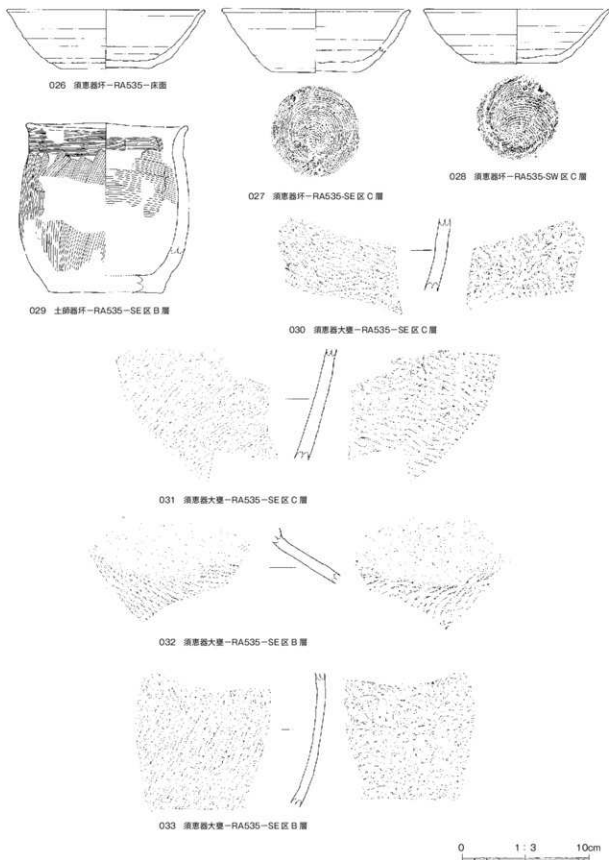 026 須恵器坏-RA535-床面
027 須恵器坏-RA535-SE区C層
028 須恵器坏-RA535-SW区C層
029 土師器坏-RA535-SE区B層
030 須恵器大甕-RA535-SE区C層
031 須恵器大甕-RA535-SE区C層
032 須恵器大甕-RA535-SE区B層
033 須恵器大甕-RA535-SE区B層
0 1:3 10cm